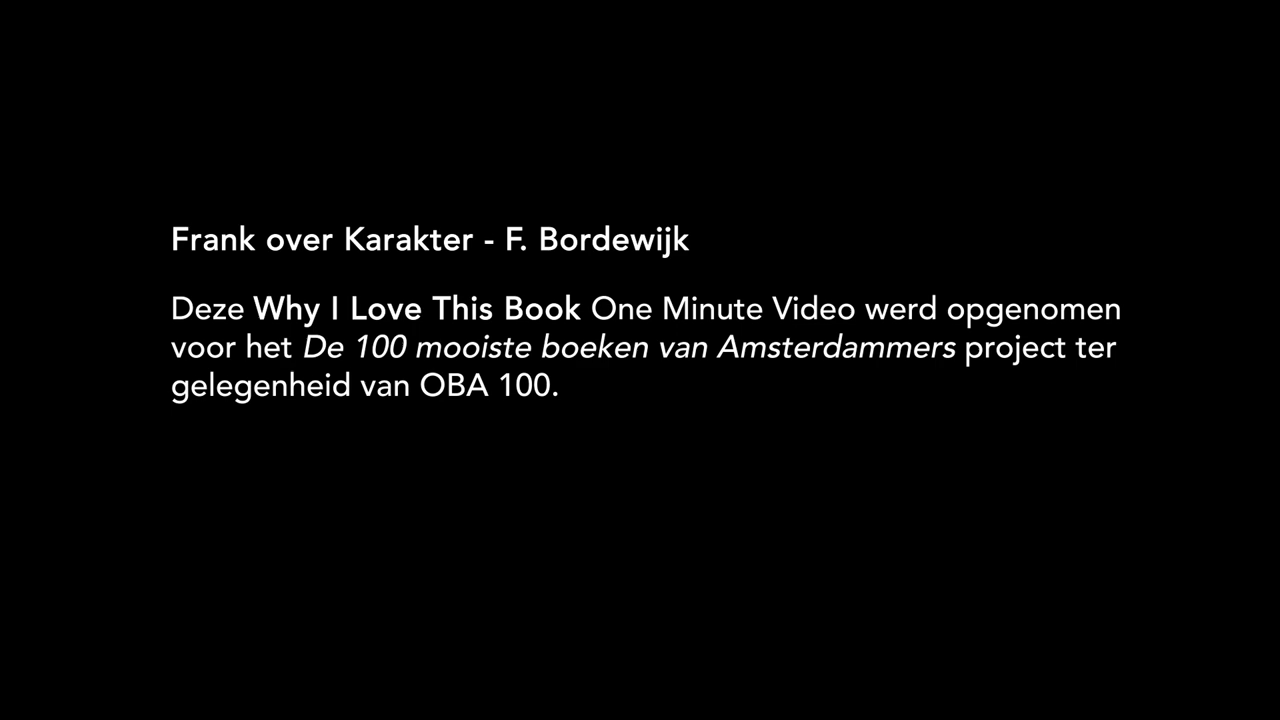 Frank over Karakter - F. Bordewijk
Deze Why I Love This Book One Minute Video werd opgenomen
voor het De 100 mooiste boeken van Amsterdammers project ter
gelegenheid van OBA 100.